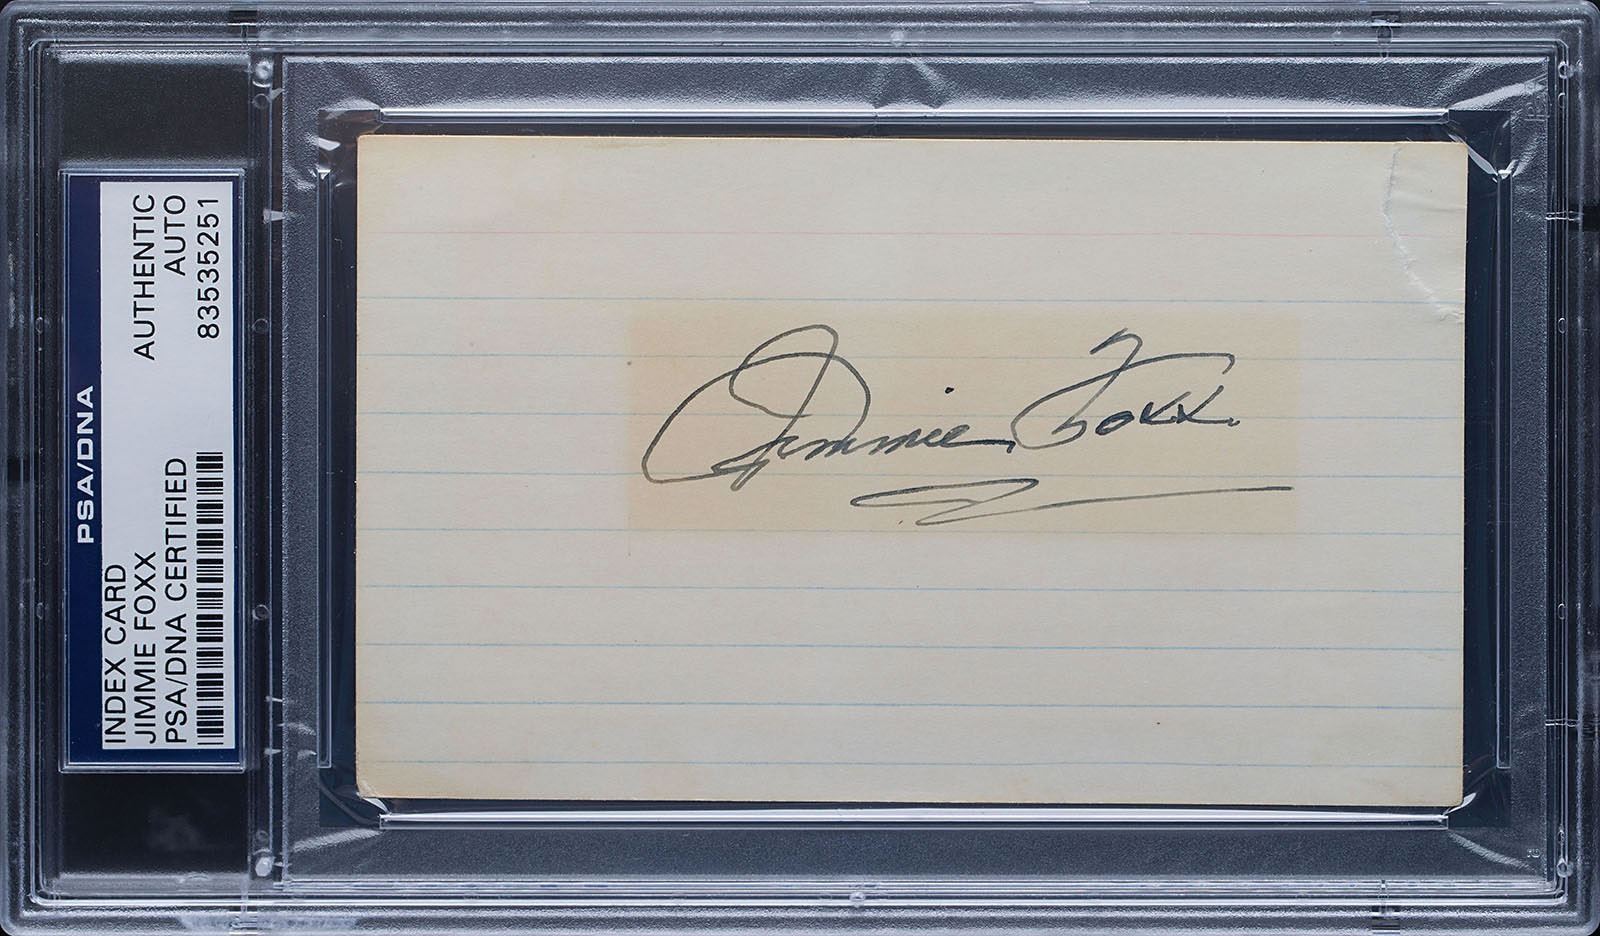 PSA/DNA
INDEX CARD AUTHENTIC
JIMMIE FOXX AUTO
PSA/DNA CERTIFIED 83535251
Jimmie Foxx.